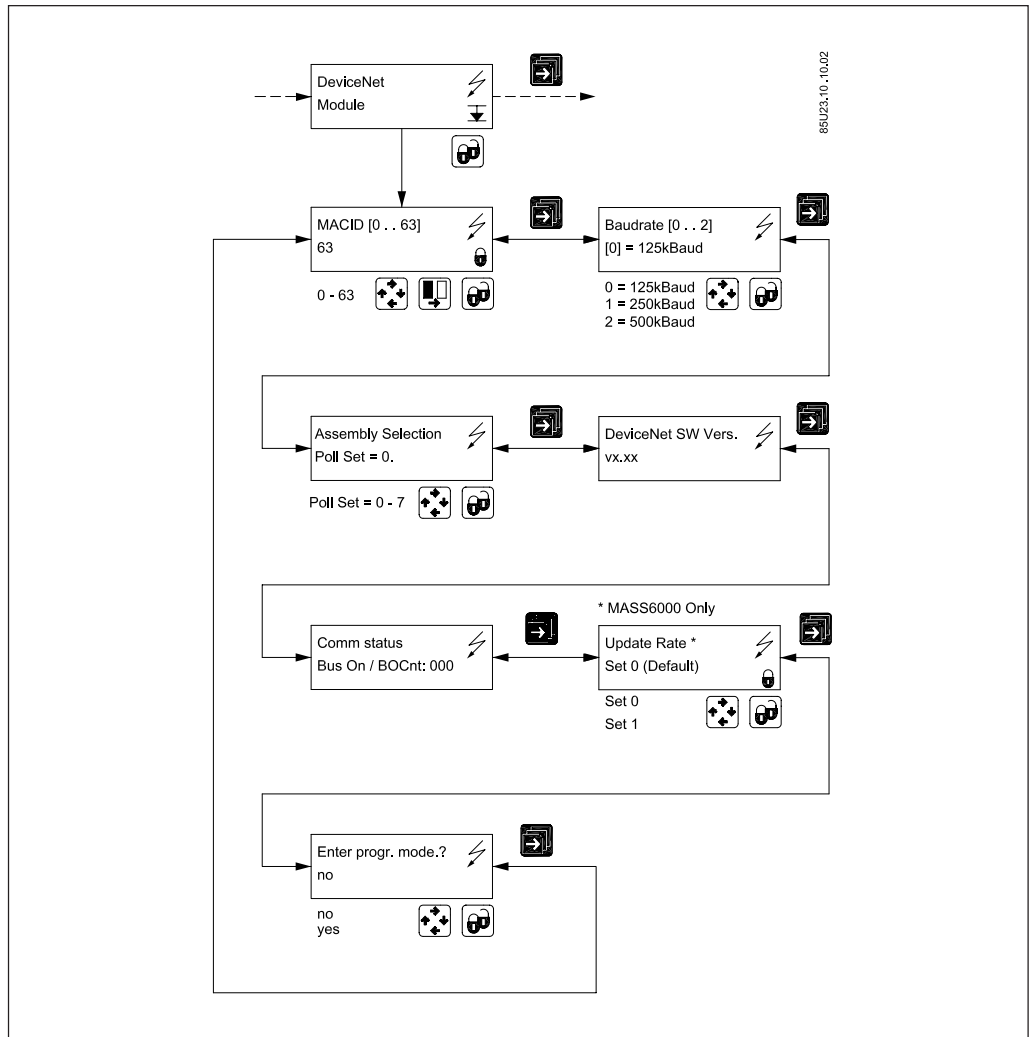 DeviceNet
Module
85U23.10 .10.02
MACID [0 . . 63]
63
0 - 63
Baudrate [0 . . 2]
[0] = 125kBaud
0 = 125kBaud
1 = 250kBaud
2 = 500kBaud
Assembly Selection
Poll Set = 0.
Poll Set = 0 - 7
DeviceNet SW Vers.
vx.xx
Comm status
Bus On / BOCnt: 000
* MASS6000 Only
Update Rate *
Set 0 (Default)
Set 0
Set 1
Enter progr. mode.?
no
no
yes